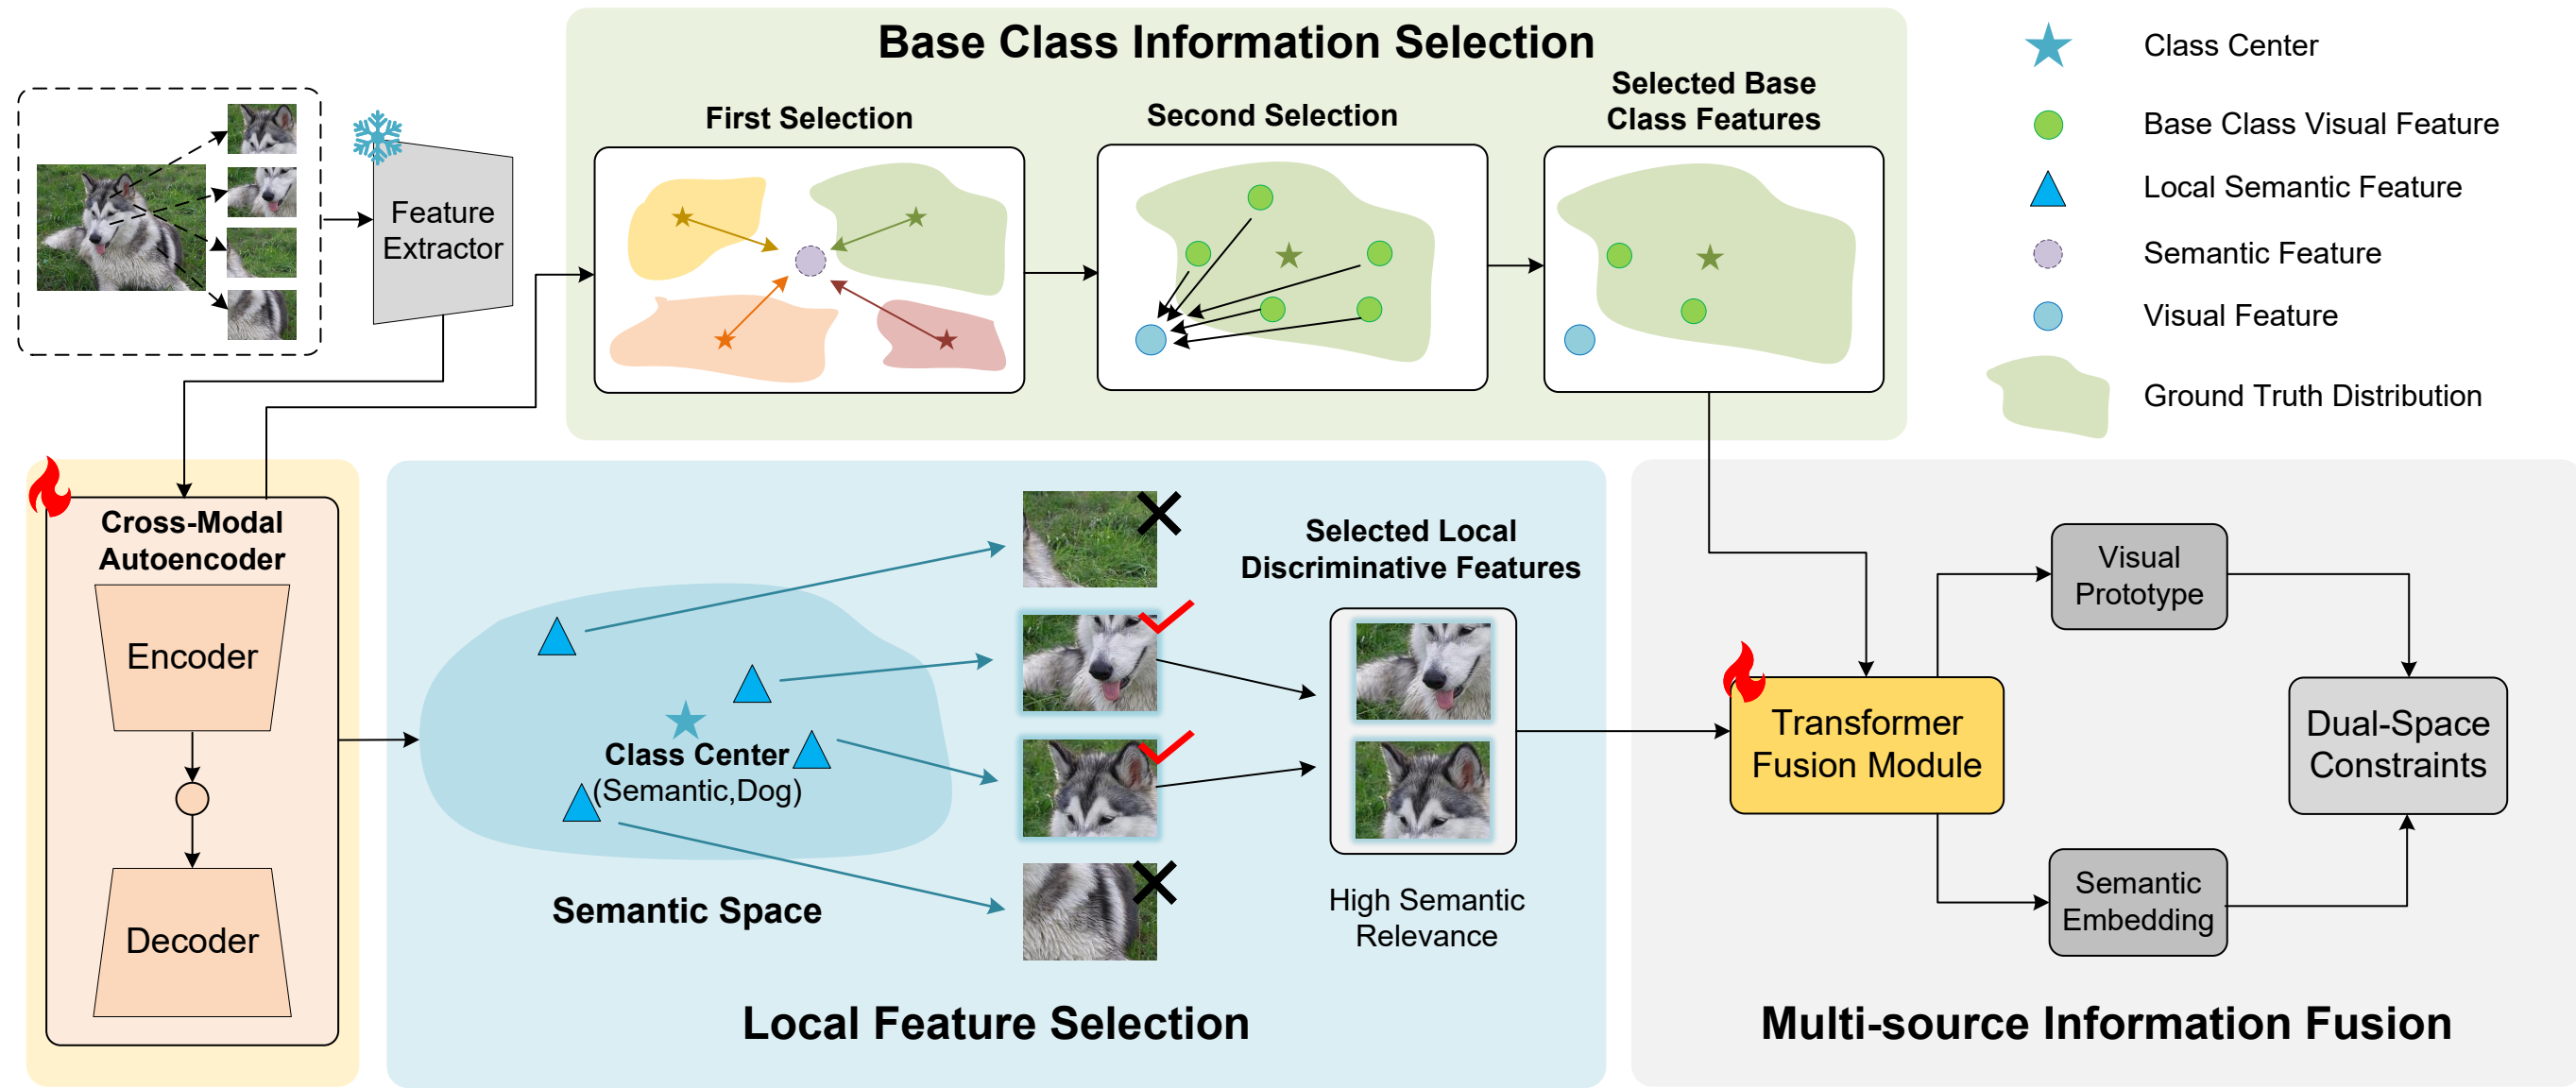 Base Class Information Selection
First Selection
Second Selection
Selected Base
Class Features
Class Center
Base Class Visual Feature
Local Semantic Feature
Semantic Feature
Visual Feature
Ground Truth Distribution
Feature
Extractor
Cross-Modal
Autoencoder
Encoder
Decoder
Class Center
(Semantic,Dog)
Semantic Space
Selected Local
Discriminative Features
High Semantic
Relevance
Local Feature Selection
Transformer
Fusion Module
Visual
Prototype
Semantic
Embedding
Dual-Space
Constraints
Multi-source Information Fusion